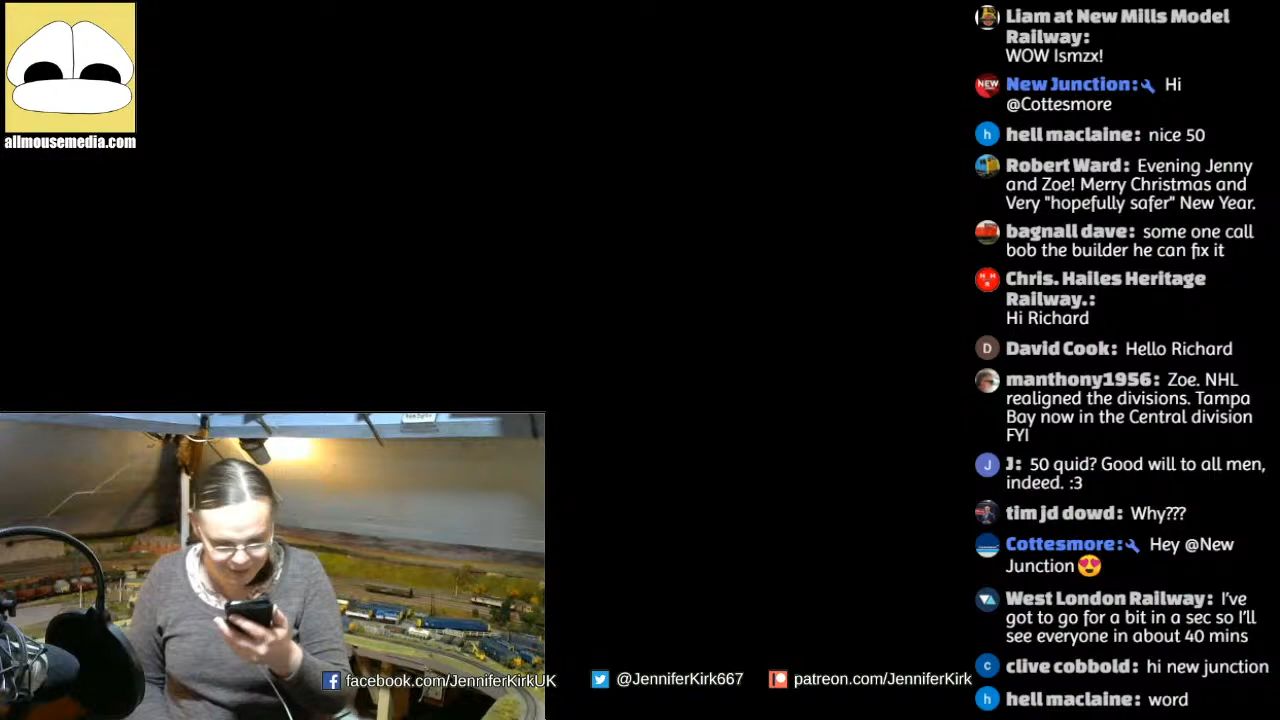 allmousemedia.com
Liam at New Mills Model
Railway:
WOW Ismzx!
New Junction: Hi
@Cottesmore
hell maclaine: nice 50
Robert Ward: Evening Jenny
and Zoe! Merry Christmas and
Very "hopefully safer" New Year.
bagnall dave: some one call
bob the builder he can fix it
Chris. Hailes Heritage
Railway.:
Hi Richard
David Cook: Hello Richard
manthony1956: Zoe. NHL
realigned the divisions. Tampa
Bay now in the Central division
FYI
J: 50 quid? Good will to all men,
indeed. :3
tim jd dowd: Why???
Cottesmore: Hey @New
Junction😍
West London Railway: I've
got to go for a bit in a sec so I'll
see everyone in about 40 mins
clive cobbold: hi new junction
hell maclaine: word
facebook.com/JenniferKirkUK
@JenniferKirk667
patreon.com/JenniferKirk